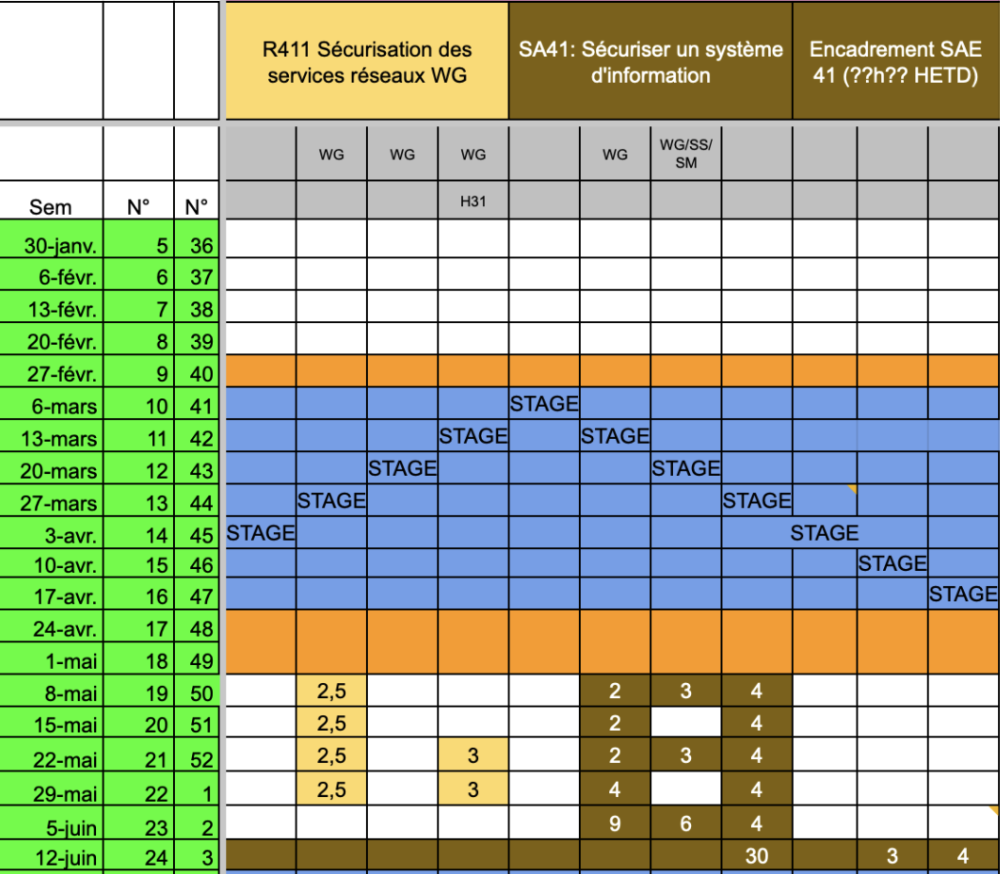 R411 Sécurisation des services réseaux WG
SA41: Sécuriser un système d'information
Encadrement SAE 41 (??h?? HETD)
WG WG WG WG WG/SS/SM
Sem N° N° H31
30-janv. 5 36
6-févr. 6 37
13-févr. 7 38
20-févr. 8 39
27-févr. 9 40
6-mars 10 41 STAGE
13-mars 11 42 STAGE STAGE
20-mars 12 43 STAGE STAGE
27-mars 13 44 STAGE STAGE
3-avr. 14 45 STAGE STAGE
10-avr. 15 46 STAGE
17-avr. 16 47 STAGE
24-avr. 17 48
1-mai 18 49
8-mai 19 50 2,5 2 3 4
15-mai 20 51 2,5 2 4
22-mai 21 52 2,5 3 2 3 4
29-mai 22 1 2,5 3 4 4
5-juin 23 2 9 6 4
12-juin 24 3 30 3 4